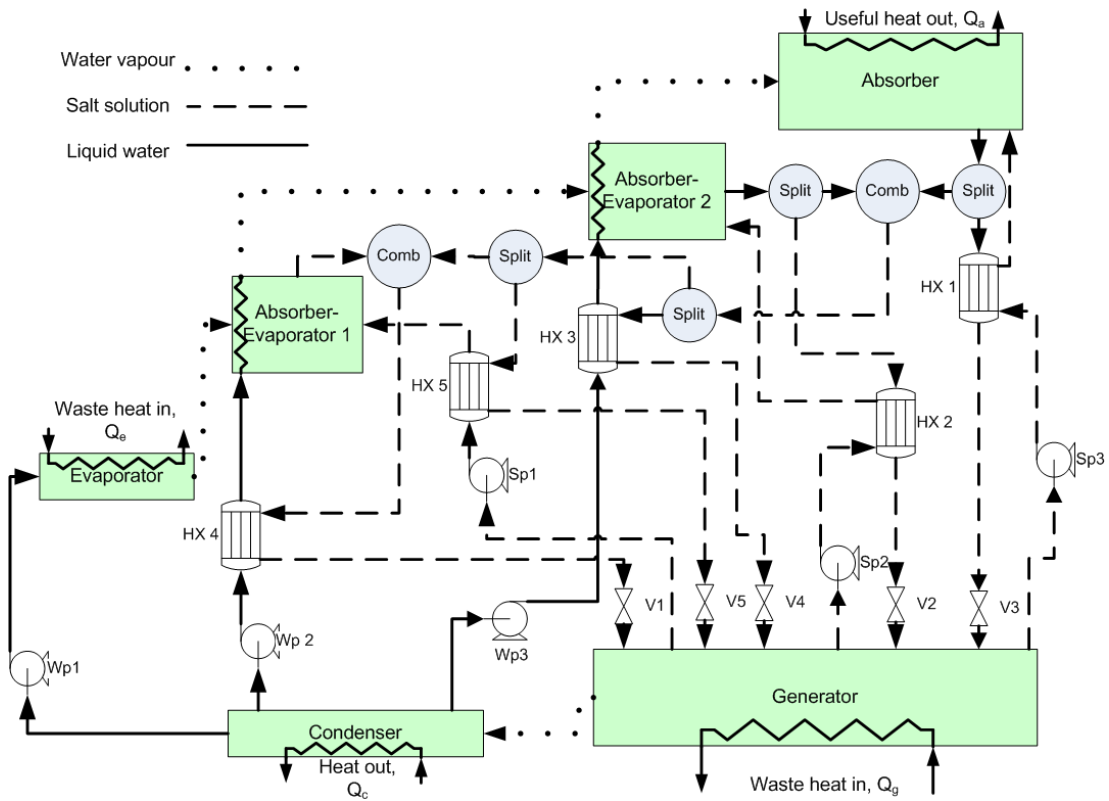 Useful heat out, Qa
Water vapour
Salt solution
Liquid water
Absorber
Absorber-
Evaporator 2
Split
Comb
Split
Comb
Split
Split
HX 1
Absorber-
Evaporator 1
HX 3
HX 5
HX 2
Waste heat in,
Qe
Evaporator
Sp1
Sp3
HX 4
Sp2
V1
V5
V4
V2
V3
Wp 2
Wp3
Wp1
Generator
Condenser
Heat out,
Qc
Waste heat in, Qg